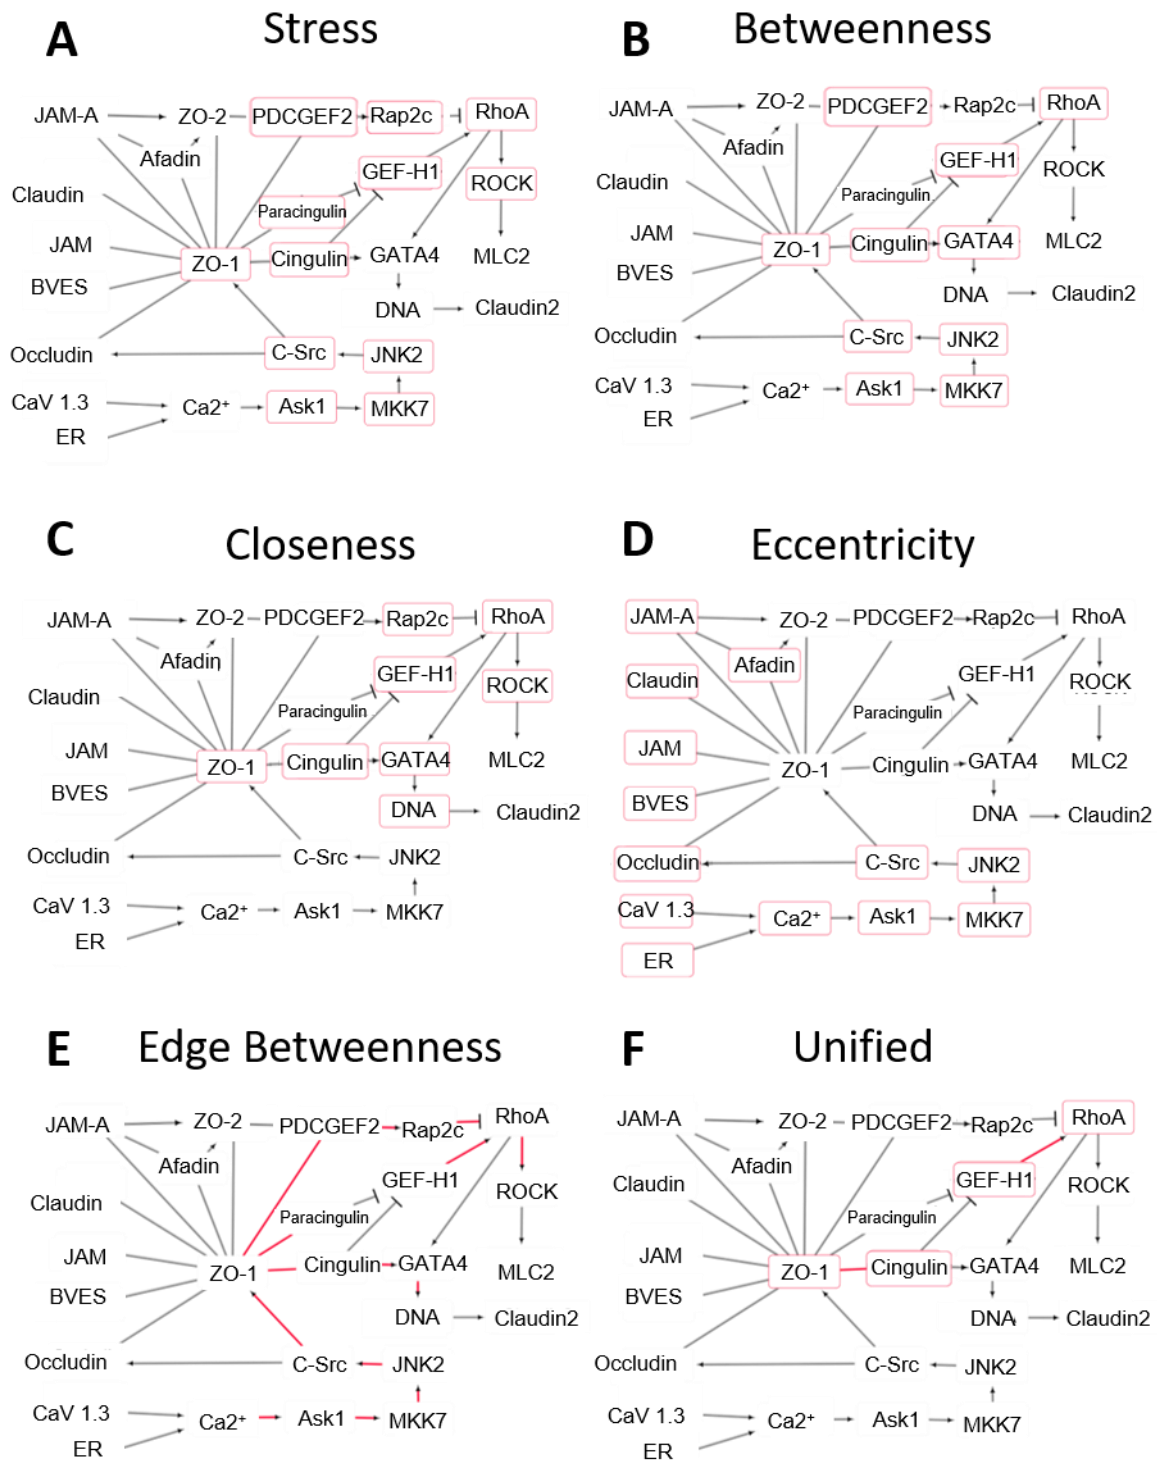 A Stress
JAM-A ZO-2 PDCGEF2 Rap2c RhoA
Afadin GEF-H1
Claudin ROCK
Paracingulin
JAM ZO-1 Cingulin GATA4 MLC2
BVES
DNA Claudin2
Occludin C-Src JNK2
CaV 1.3 Ca2+ Ask1 MKK7
ER
B Betweenness
JAM-A ZO-2 PDCGEF2 Rap2c RhoA
Afadin GEF-H1 ROCK
Claudin Paracingulin
JAM ZO-1 Cingulin GATA4 MLC2
BVES
DNA Claudin2
Occludin C-Src JNK2
CaV 1.3 Ca2+ Ask1 MKK7
ER
C Closeness
JAM-A ZO-2 PDCGEF2 Rap2c RhoA
Afadin GEF-H1 ROCK
Claudin Paracingulin
JAM ZO-1 Cingulin GATA4 MLC2
BVES
DNA Claudin2
Occludin C-Src JNK2
CaV 1.3 Ca2+ Ask1 MKK7
ER
D Eccentricity
JAM-A ZO-2 PDCGEF2 Rap2c RhoA
Afadin GEF-H1
Claudin ROCK
Paracingulin
JAM ZO-1 Cingulin GATA4 MLC2
BVES
DNA Claudin2
Occludin C-Src JNK2
CaV 1.3 Ca2+ Ask1 MKK7
ER
E Edge Betweenness
JAM-A ZO-2 PDCGEF2 Rap2c RhoA
Afadin GEF-H1 ROCK
Claudin Paracingulin
JAM ZO-1 Cingulin GATA4 MLC2
BVES
DNA Claudin2
Occludin C-Src JNK2
CaV 1.3 Ca2+ Ask1 MKK7
ER
F Unified
JAM-A ZO-2 PDCGEF2 Rap2c RhoA
Afadin GEF-H1 ROCK
Claudin Paracingulin
JAM ZO-1 Cingulin GATA4 MLC2
BVES
DNA Claudin2
Occludin C-Src JNK2
CaV 1.3 Ca2+ Ask1 MKK7
ER